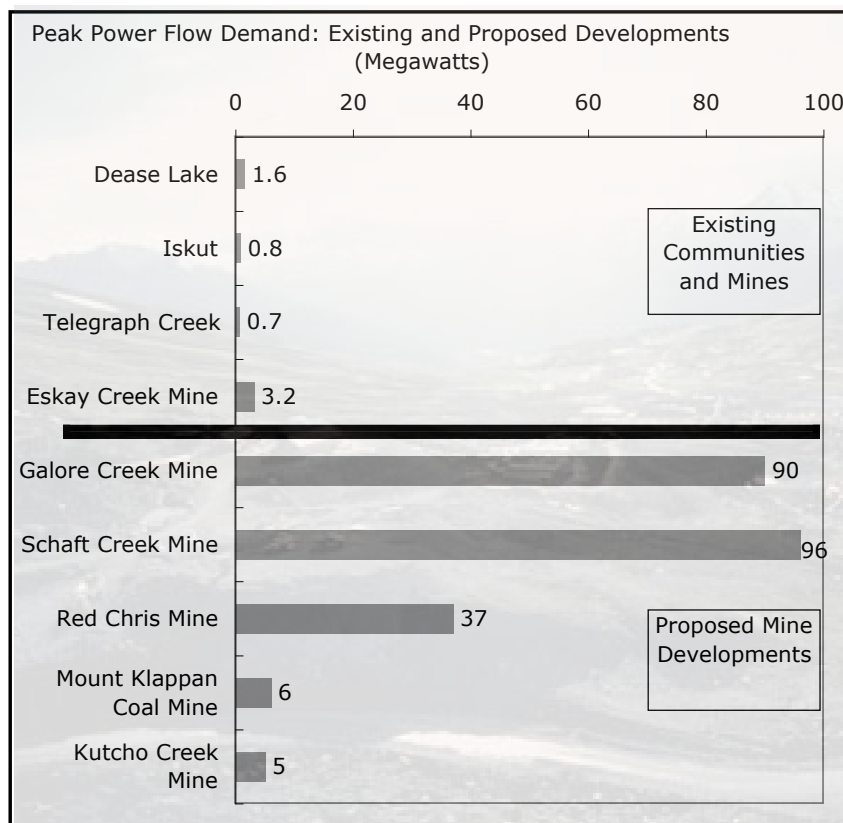 Peak Power Flow Demand: Existing and Proposed Developments
(Megawatts)
0 20 40 60 80 100
Dease Lake 1.6
Iskut 0.8
Telegraph Creek 0.7
Eskay Creek Mine 3.2
Existing
Communities
and Mines
Galore Creek Mine 90
Schaft Creek Mine 96
Red Chris Mine 37
Mount Klappan
Coal Mine 6
Kutcho Creek
Mine 5
Proposed Mine
Developments